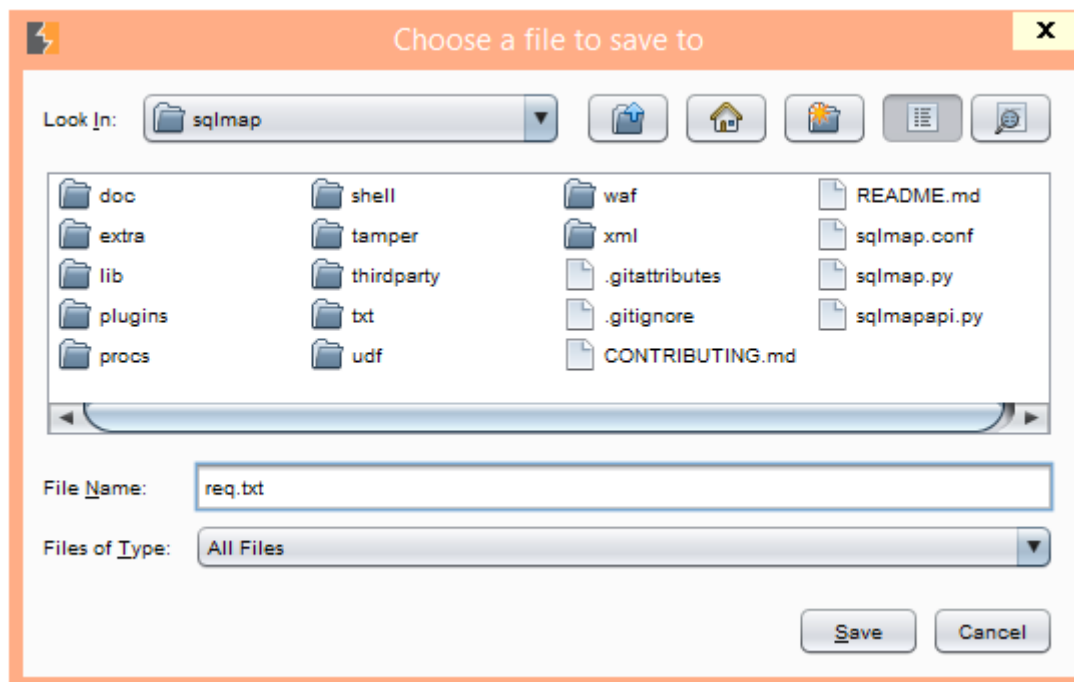 Choose a file to save to
x
Look In: sqlmap
doc shell waf README.md
extra tamper xml sqlmap.conf
lib thirdparty .gitattributes sqlmap.py
plugins txt .gitignore sqlmapapi.py
procs udf CONTRIBUTING.md
File Name: req.txt
Files of Type: All Files
Save Cancel